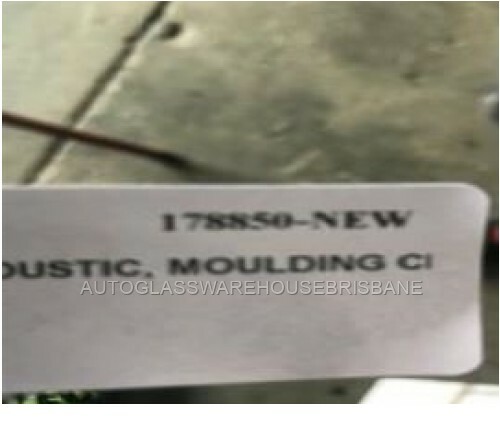 178850-NEW
OUSTIC, MOULDING
AUTOGLASSWAREHOUSEBRISBANE